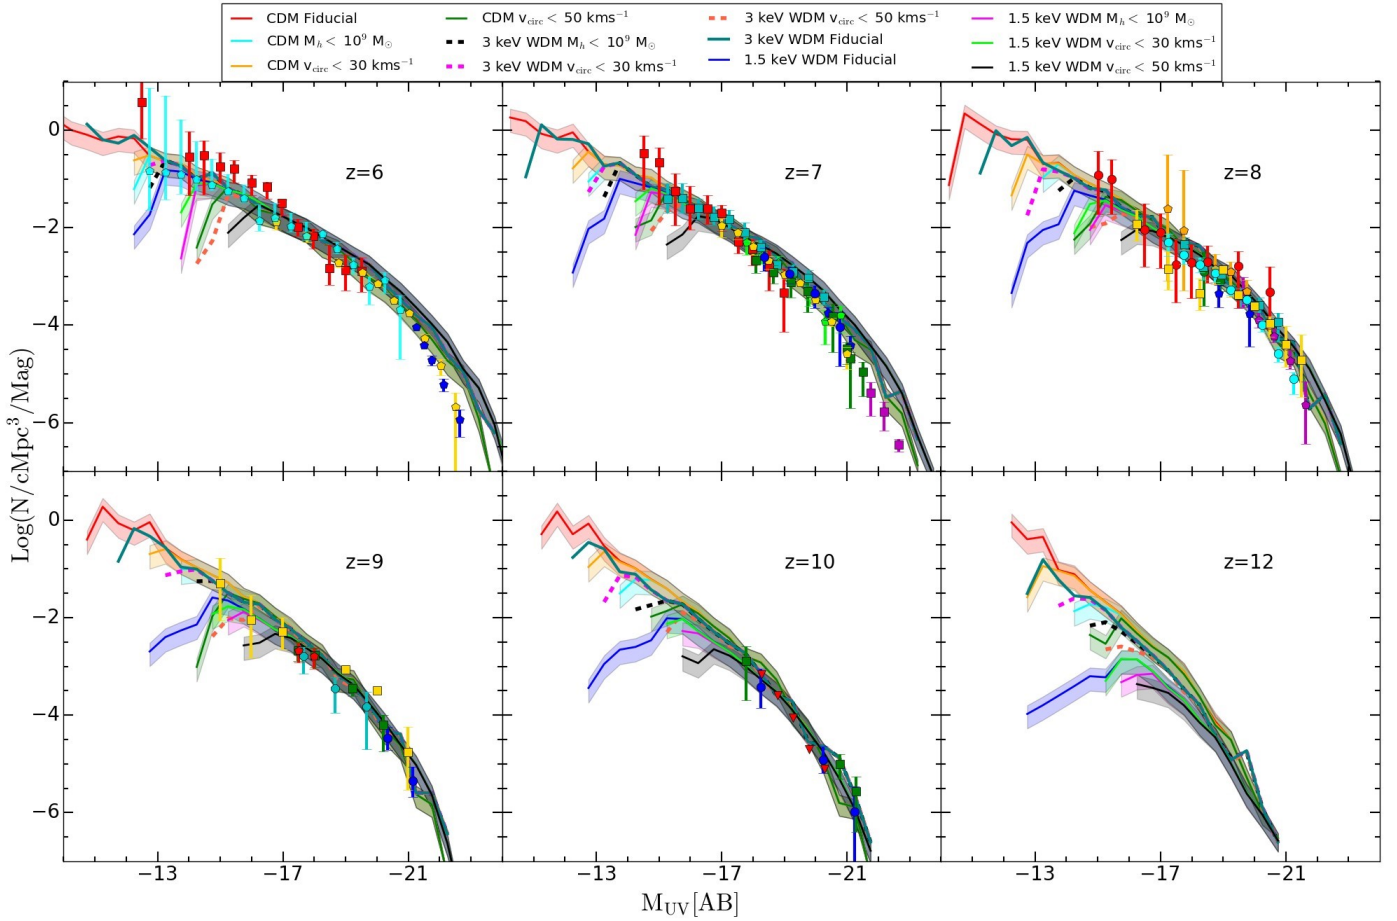 CDM Fiducial
CDM M_h < 10^9 M_⊙
CDM v_circ < 30 kms^−1
CDM v_circ < 50 kms^−1
3 keV WDM M_h < 10^9 M_⊙
3 keV WDM v_circ < 30 kms^−1
3 keV WDM v_circ < 50 kms^−1
3 keV WDM Fiducial
1.5 keV WDM Fiducial
1.5 keV WDM M_h < 10^9 M_⊙
1.5 keV WDM v_circ < 30 kms^−1
1.5 keV WDM v_circ < 50 kms^−1
Log(N/cMpc^3/Mag)
0
−2
−4
−6
z=6
z=7
z=8
0
−2
−4
−6
z=9
z=10
z=12
−13 −17 −13 −17 −21 −13 −17 −21
−21
M_UV[AB]